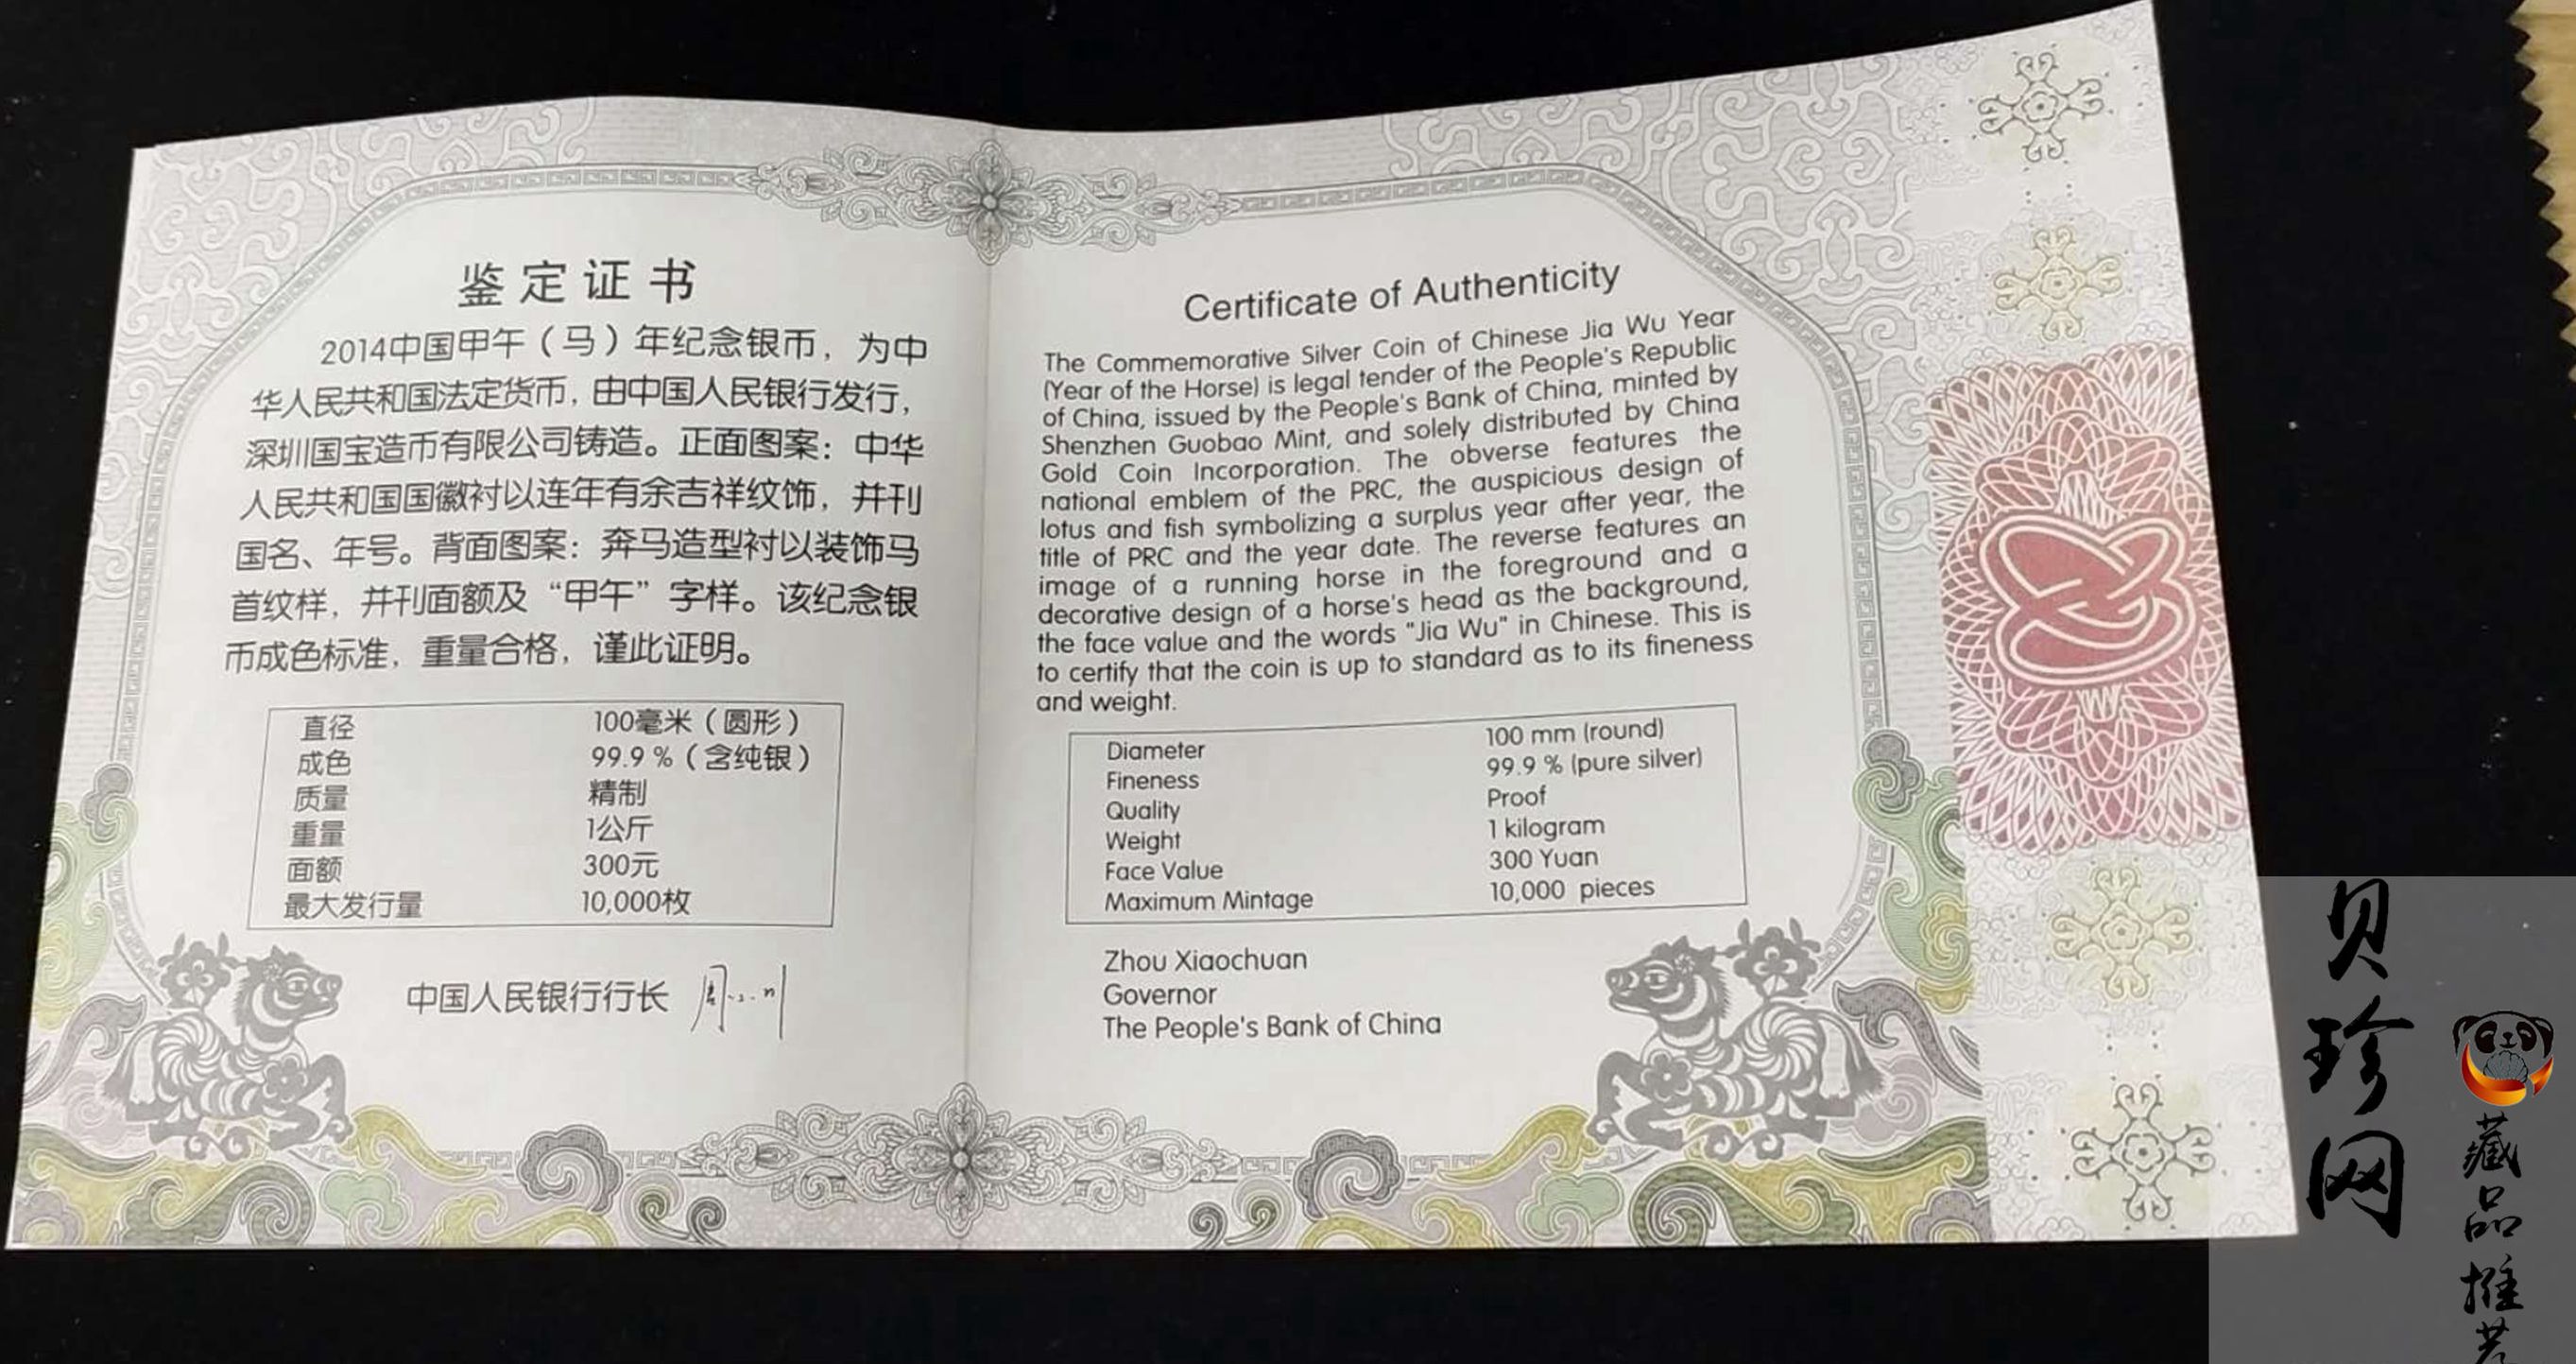 鉴定证书
2014中国甲午（马）年纪念银币，为中
华人民共和国法定货币，由中国人民银行发行，
深圳国宝造币有限公司铸造。正面图案：中华
人民共和国国徽衬以连年有余吉祥纹饰，并刊
国名、年号。背面图案：奔马造型衬以装饰马
首纹样，并刊面额及“甲午”字样。该纪念银
币成色标准，重量合格，谨此证明。
直径 100毫米（圆形）
成色 99.9 %（含纯银）
质量 精制
重量 1公斤
面额 300元
最大发行量 10,000枚
中国人民银行行长
Certificate of Authenticity
The Commemorative Silver Coin of Chinese Jia Wu Year
(Year of the Horse) is legal tender of the People's Republic
of China, issued by the People's Bank of China, minted by
Shenzhen Guobao Mint, and solely distributed by China
Gold Coin Incorporation. The obverse features the
national emblem of the PRC, the auspicious design of
lotus and fish symbolizing a surplus year after year, the
title of PRC and the year date. The reverse features an
image of a running horse in the foreground and a
decorative design of a horse's head as the background,
the face value and the words "Jia Wu" in Chinese. This is
to certify that the coin is up to standard as to its fineness
and weight.
Diameter 100 mm (round)
Fineness 99.9 % (pure silver)
Quality Proof
Weight 1 kilogram
Face Value 300 Yuan
Maximum Mintage 10,000 pieces
Zhou Xiaochuan
Governor
The People's Bank of China
贝珍网
藏品推荐